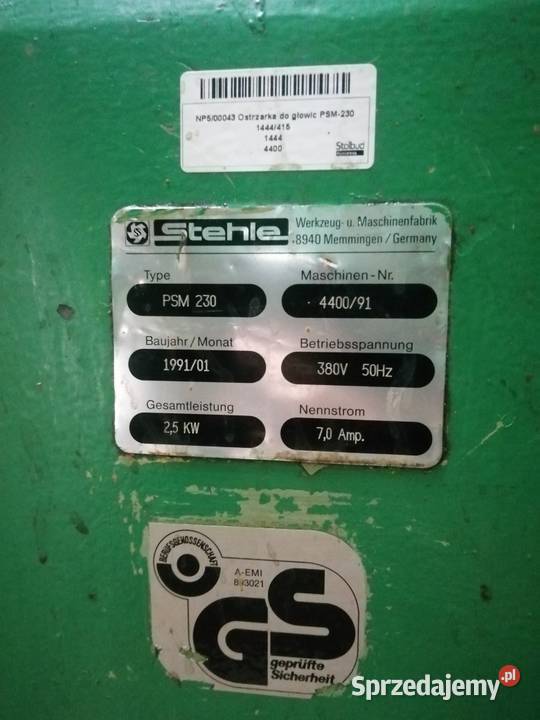 NP5/00043 Ostrzarka do głowic PSM-230
1444/415
1444
4400
Stolbud
Stehle
Werkzeug- u. Maschinenfabrik
8940 Memmingen / Germany
Type
Maschinen - Nr.
PSM 230
4400/91
Baujahr / Monat
Betriebsspannung
1991/01
380V 50Hz
Gesamtleistung
Nennstrom
2,5 KW
7,0 Amp.
BERUFSGENOSSENSCHAFT
A-EMI
GS
geprüfte
Sicherheit
Sprzedajemy.pl